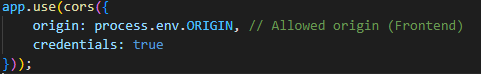 app.use(cors({
    origin: process.env.ORIGIN, // Allowed origin (Frontend)
    credentials: true
}));